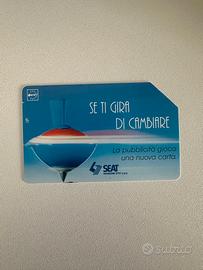 SE TI GIRA
DI CAMBIARE
La pubblicità gioca
una nuova carta.
SEAT
subito